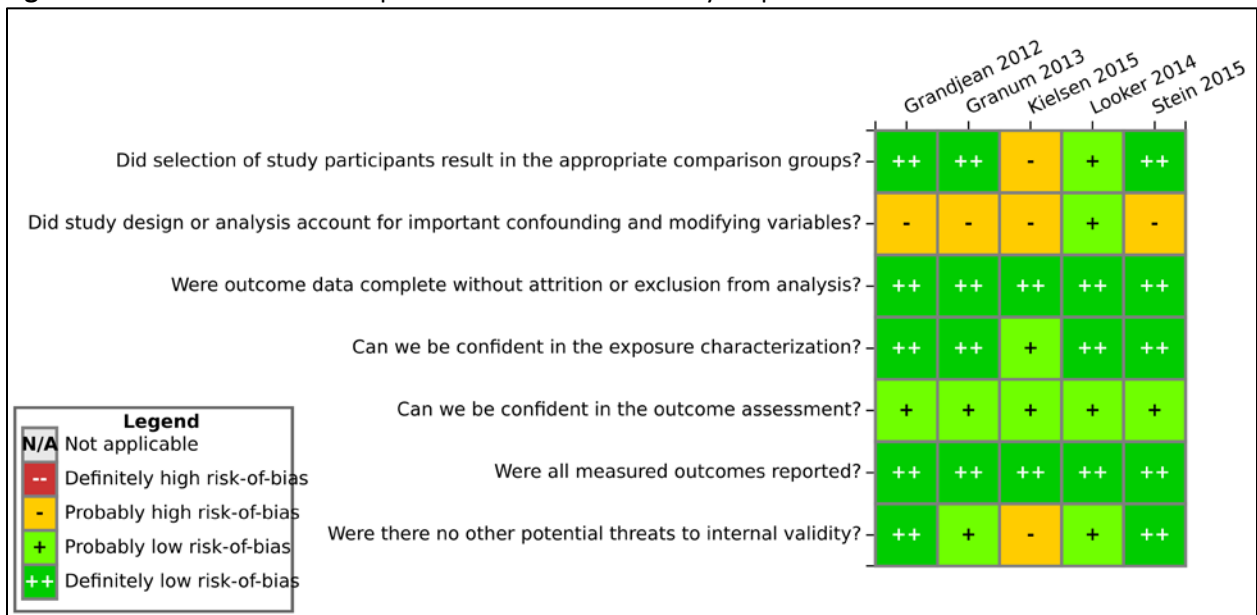 Grandjean 2012
Granum 2013
Kielsen 2015
Looker 2014
Stein 2015
Did selection of study participants result in the appropriate comparison groups? ++ ++ - + ++
Did study design or analysis account for important confounding and modifying variables? - - - + -
Were outcome data complete without attrition or exclusion from analysis? ++ ++ ++ ++ ++
Can we be confident in the exposure characterization? ++ ++ + ++ ++
Can we be confident in the outcome assessment? + + + + +
Were all measured outcomes reported? ++ ++ ++ ++ ++
Were there no other potential threats to internal validity? ++ + - + ++
Legend
N/A Not applicable
-- Definitely high risk-of-bias
- Probably high risk-of-bias
+ Probably low risk-of-bias
++ Definitely low risk-of-bias